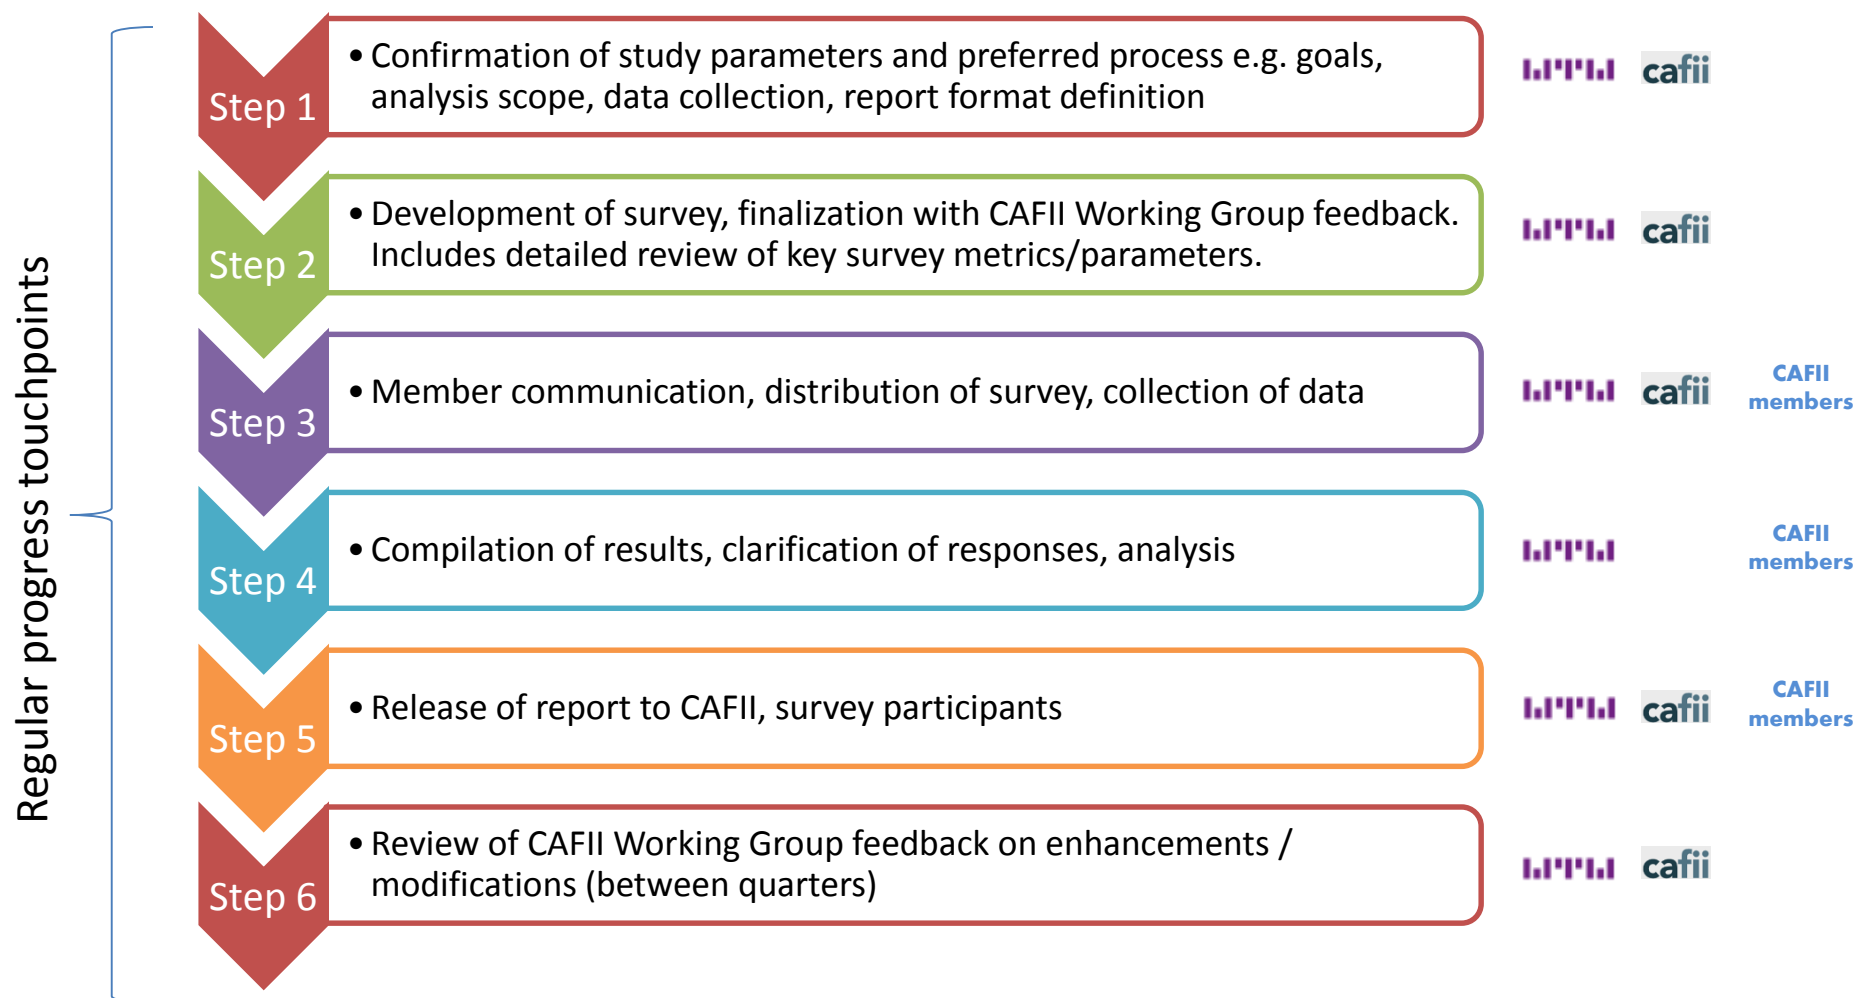 Regular progress touchpoints
Step 1
• Confirmation of study parameters and preferred process e.g. goals,
analysis scope, data collection, report format definition
cafii
Step 2
• Development of survey, finalization with CAFII Working Group feedback.
Includes detailed review of key survey metrics/parameters.
cafii
Step 3
• Member communication, distribution of survey, collection of data
cafii
CAFII
members
Step 4
• Compilation of results, clarification of responses, analysis
CAFII
members
Step 5
• Release of report to CAFII, survey participants
cafii
CAFII
members
Step 6
• Review of CAFII Working Group feedback on enhancements /
modifications (between quarters)
cafii